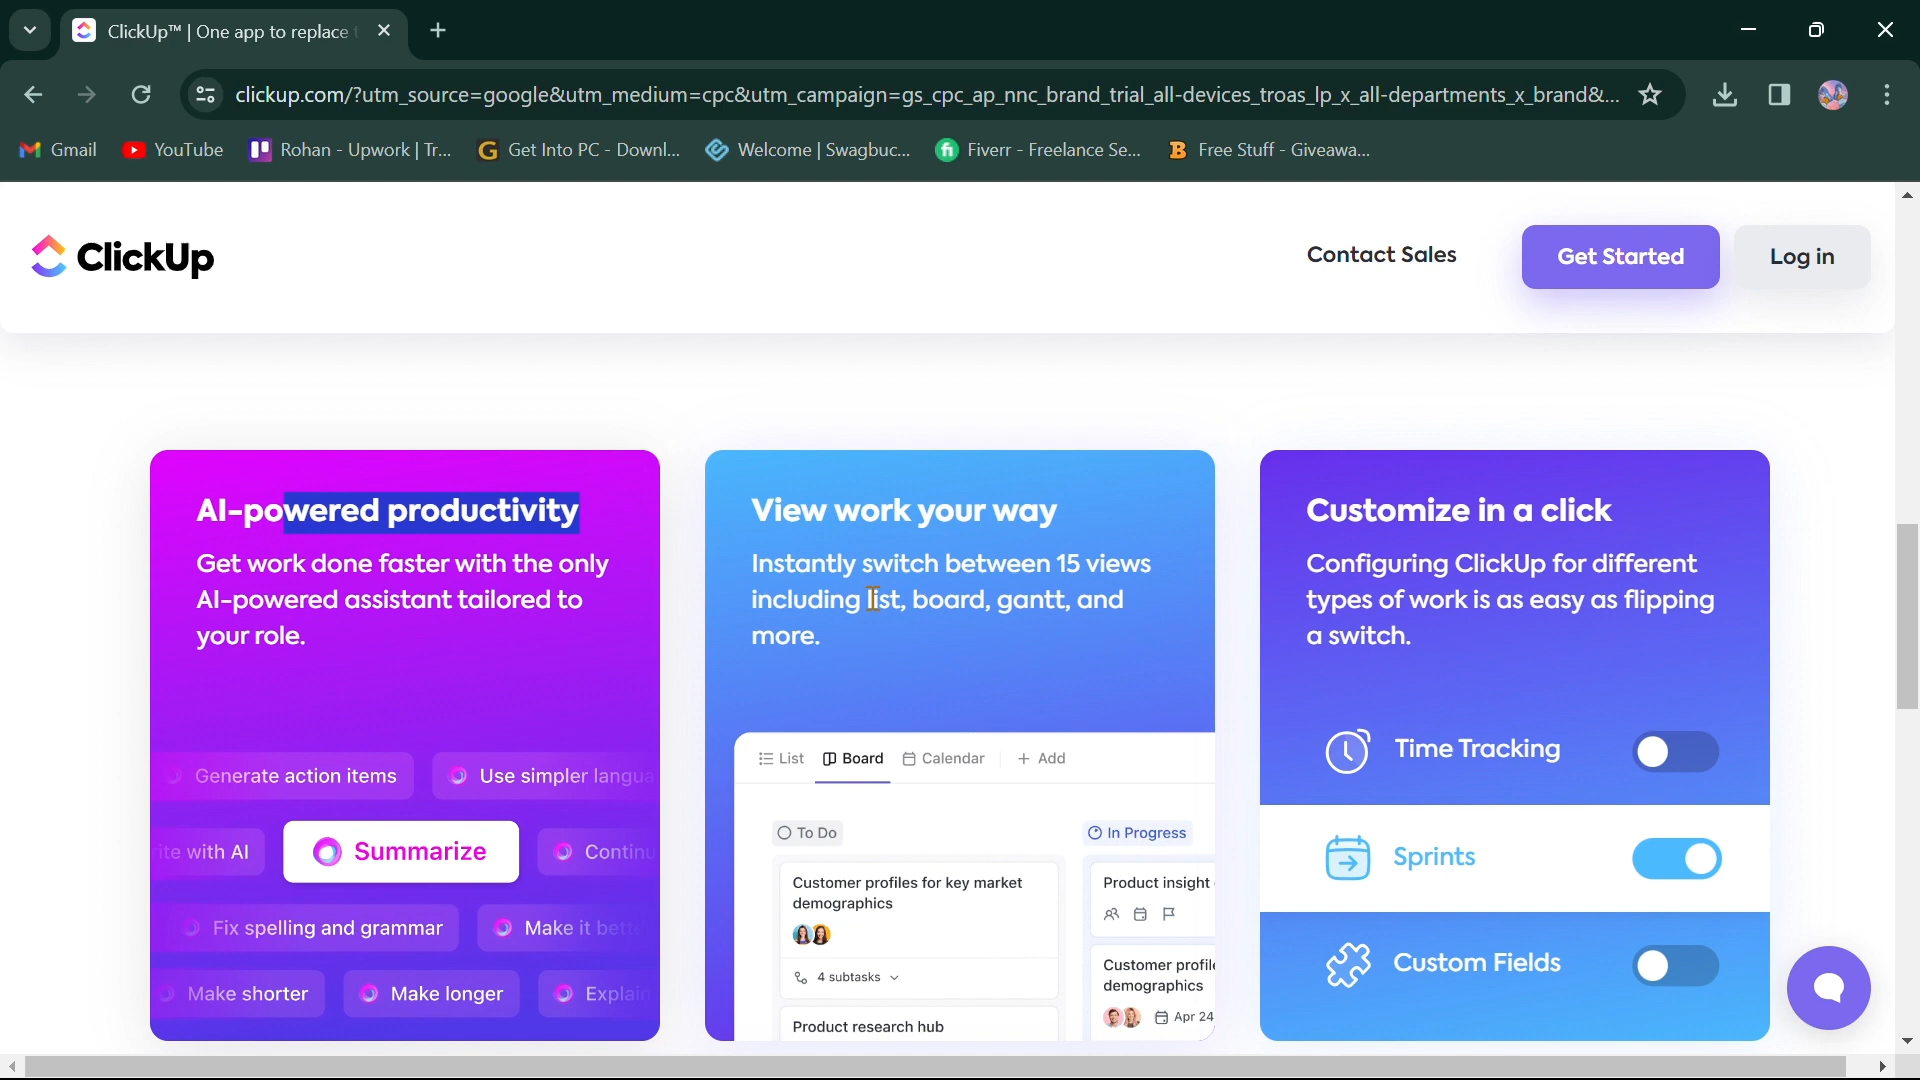 ClickUp™ | One app to replace
clickup.com/?utm_source=google&utm_medium=cpc&utm_campaign=gs_cpc_ap_nnc_brand_trial_all-devices_troas_lp_x_all-departments_x_brand&...
Gmail YouTube Rohan - Upwork | Tr... Get Into PC - Downl... Welcome | Swagbuc... Fiverr - Freelance Se... Free Stuff - Giveawa...
ClickUp Contact Sales Get Started Log in
AI-powered productivity
Get work done faster with the only
AI-powered assistant tailored to
your role.
Generate action items Use simpler langua
ite with AI Summarize Continu
Fix spelling and grammar Make it bette
Make shorter Make longer Explain
View work your way
Instantly switch between 15 views
including list, board, gantt, and
more.
List Board Calendar + Add
To Do In Progress
Customer profiles for key market
demographics
4 subtasks
Product research hub
Product insight
Customer profile
demographics
Apr 24
Customize in a click
Configuring ClickUp for different
types of work is as easy as flipping
a switch.
Time Tracking
Sprints
Custom Fields